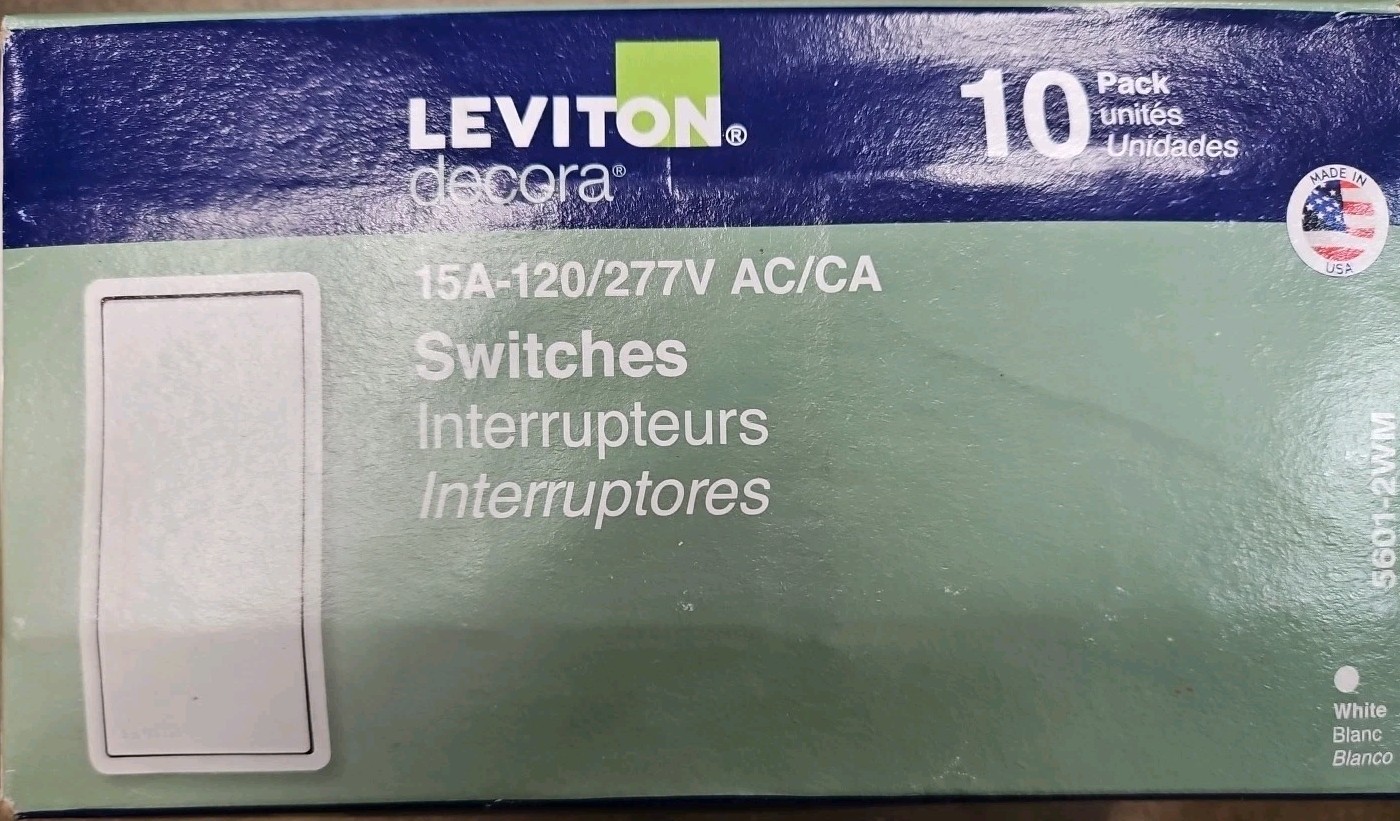 LEVITON®
decora®
10 Pack
unités
Unidades
MADE IN
USA
15A-120/277V AC/CA
Switches
Interrupteurs
Interruptores
5601-2WM
White
Blanc
Blanco